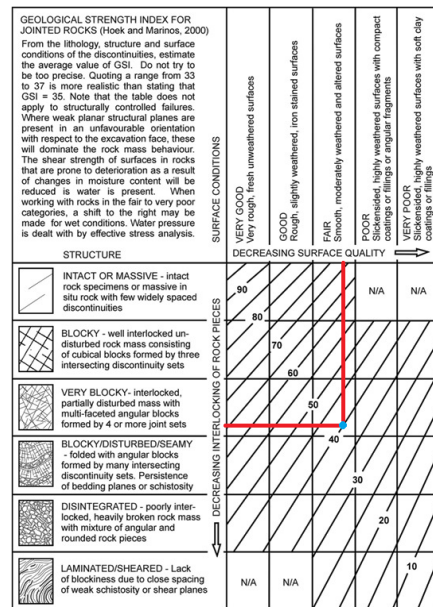 GEOLOGICAL STRENGTH INDEX FOR
JOINTED ROCKS (Hoek and Marinos, 2000)
From the lithology, structure and surface
conditions of the discontinuities, estimate
the average value of GSI. Do not try to
be too precise. Quoting a range from 33
to 37 is more realistic than stating that
GSI = 35. Note that the table does not
apply to structurally controlled failures.
Where weak planar structural planes are
present in an unfavourable orientation
with respect to the excavation face, these
will dominate the rock mass behaviour.
The shear strength of surfaces in rocks
that are prone to deterioration as a result
of changes in moisture content will be
reduced is water is present. When
working with rocks in the fair to very poor
categories, a shift to the right may be
made for wet conditions. Water pressure
is dealt with by effective stress analysis.
SURFACE CONDITIONS
VERY GOOD
Very rough, fresh unweathered surfaces
GOOD
Rough, slightly weathered, iron stained surfaces
FAIR
Smooth, moderately weathered and altered surfaces
POOR
Slickensided, highly weathered surfaces with compact
coatings or fillings or angular fragments
VERY POOR
Slickensided, highly weathered surfaces with soft clay
coatings or fillings
STRUCTURE
DECREASING SURFACE QUALITY
DECREASING INTERLOCKING OF ROCK PIECES
INTACT OR MASSIVE - intact
rock specimens or massive in
situ rock with few widely spaced
discontinuities
90
N/A
N/A
80
BLOCKY - well interlocked un-
disturbed rock mass consisting
of cubical blocks formed by three
intersecting discontinuity sets
70
60
VERY BLOCKY- interlocked,
partially disturbed mass with
multi-faceted angular blocks
formed by 4 or more joint sets
50
40
BLOCKY/DISTURBED/SEAMY
- folded with angular blocks
formed by many intersecting
discontinuity sets. Persistence
of bedding planes or schistosity
30
DISINTEGRATED - poorly inter-
locked, heavily broken rock mass
with mixture of angular and
rounded rock pieces
20
LAMINATED/SHEARED - Lack
of blockiness due to close spacing
of weak schistosity or shear planes
N/A
N/A
10